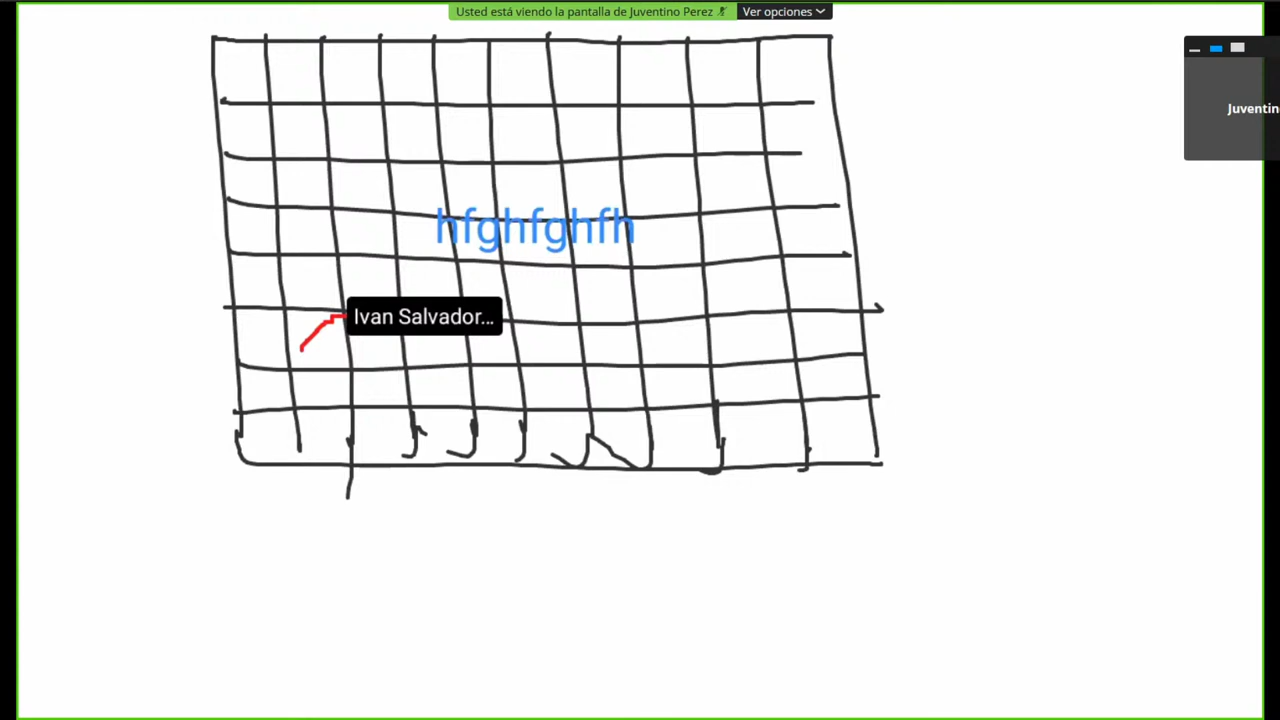 Usted está viendo la pantalla de Juventino Perez Ver opciones
Juventin
hfghfghfh
Ivan Salvador...